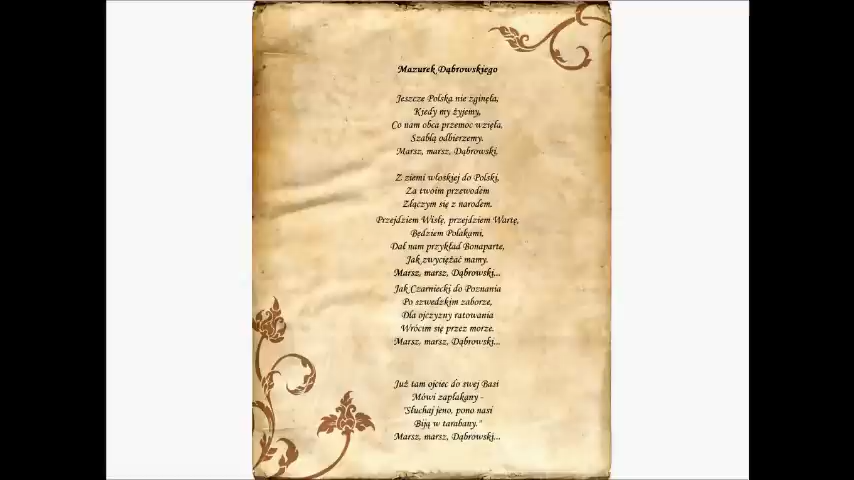 Mazurek Dąbrowskiego
Jeszcze Polska nie zginęła,
Kiedy my żyjemy,
Co nam obca przemoc wzięła,
Szablą odbierzemy.
Marsz, marsz, Dąbrowski,
Z ziemi włoskiej do Polski,
Za twoim przewodem
Złączym się z narodem.
Przejdziem Wisłę, przejdziem Wartę,
Będziem Polakami,
Dał nam przykład Bonaparte,
Jak zwyciężać mamy.
Marsz, marsz, Dąbrowski...
Jak Czarniecki do Poznania
Po szwedzkim zaborze,
Dla ojczyzny ratowania
Wrócim się przez morze.
Marsz, marsz, Dąbrowski...
Już tam ojciec do swej Basi
Mówi zapłakany -
"Słuchaj jeno, pono nasi
Biją w tarabany."
Marsz, marsz, Dąbrowski...